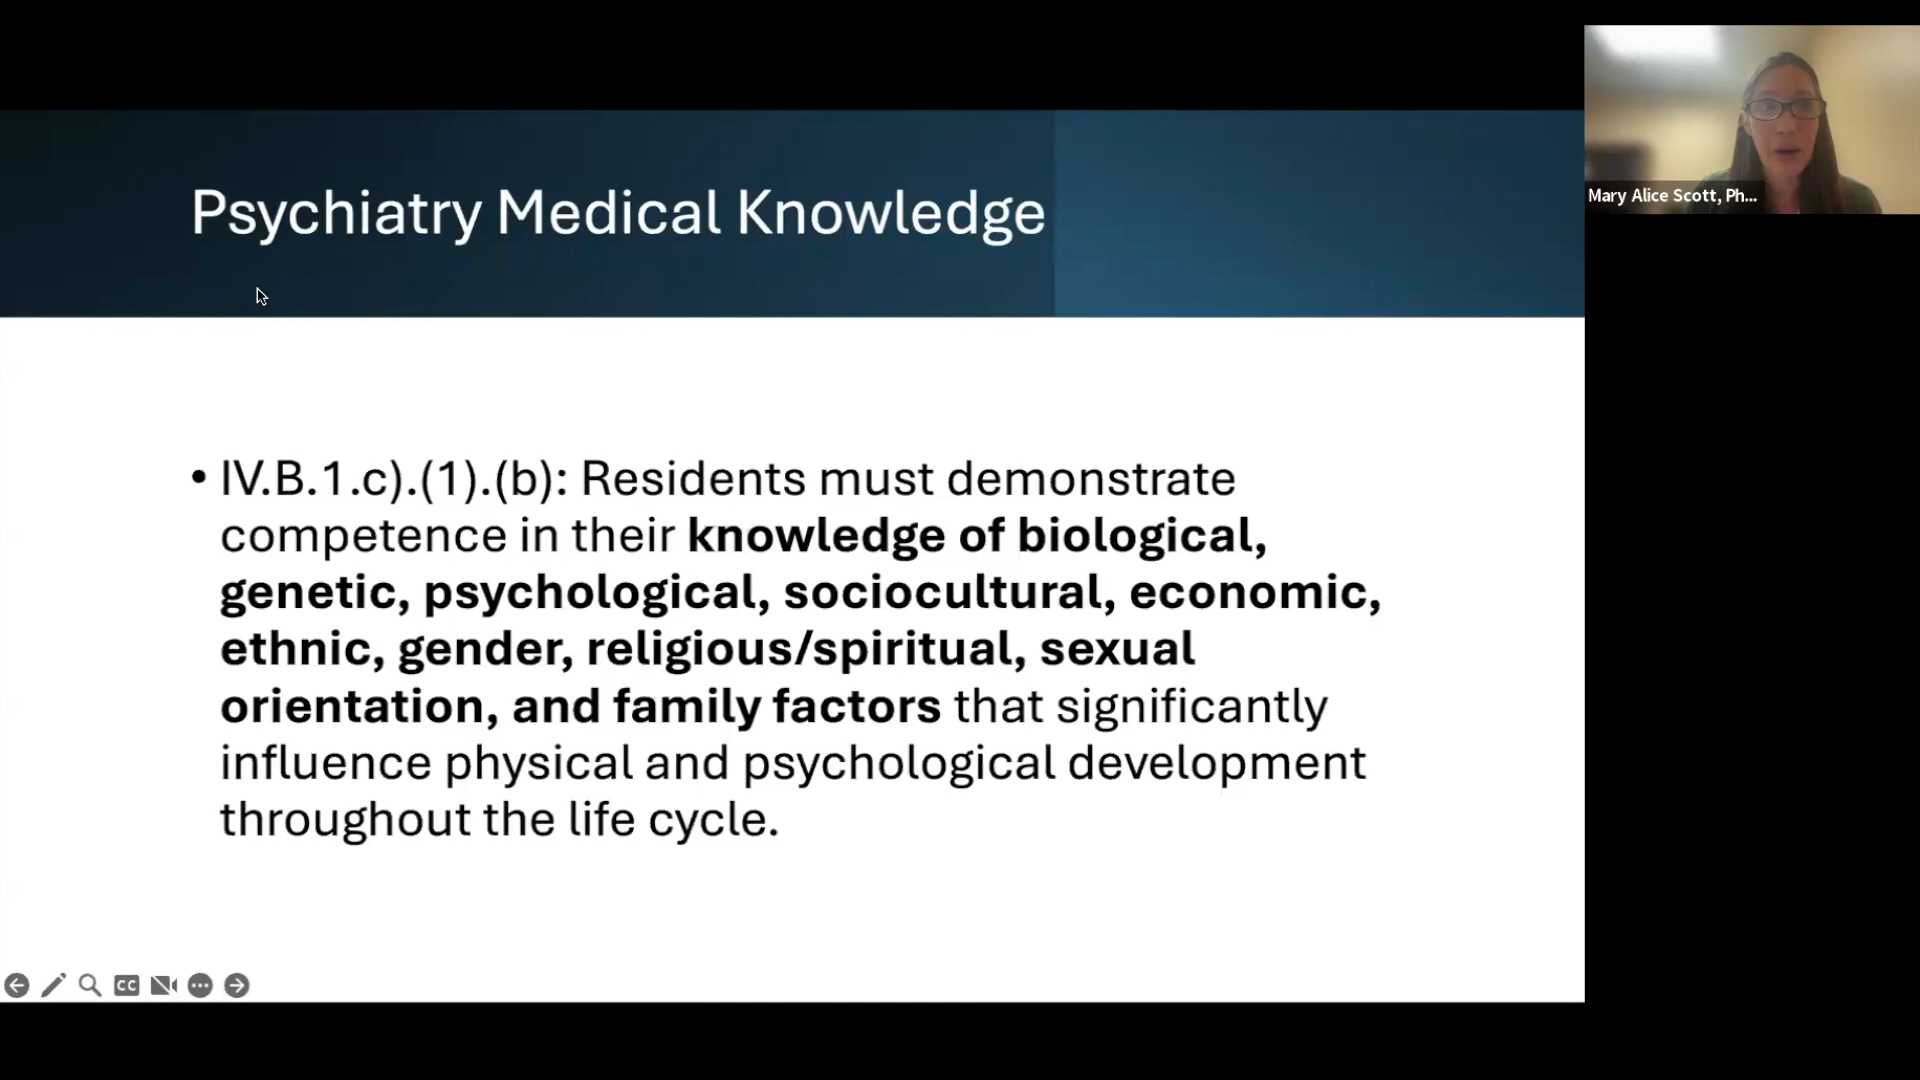 Psychiatry Medical Knowledge
Mary Alice Scott, Ph...
• IV.B.1.c).(1).(b): Residents must demonstrate
competence in their knowledge of biological,
genetic, psychological, sociocultural, economic,
ethnic, gender, religious/spiritual, sexual
orientation, and family factors that significantly
influence physical and psychological development
throughout the life cycle.
CC